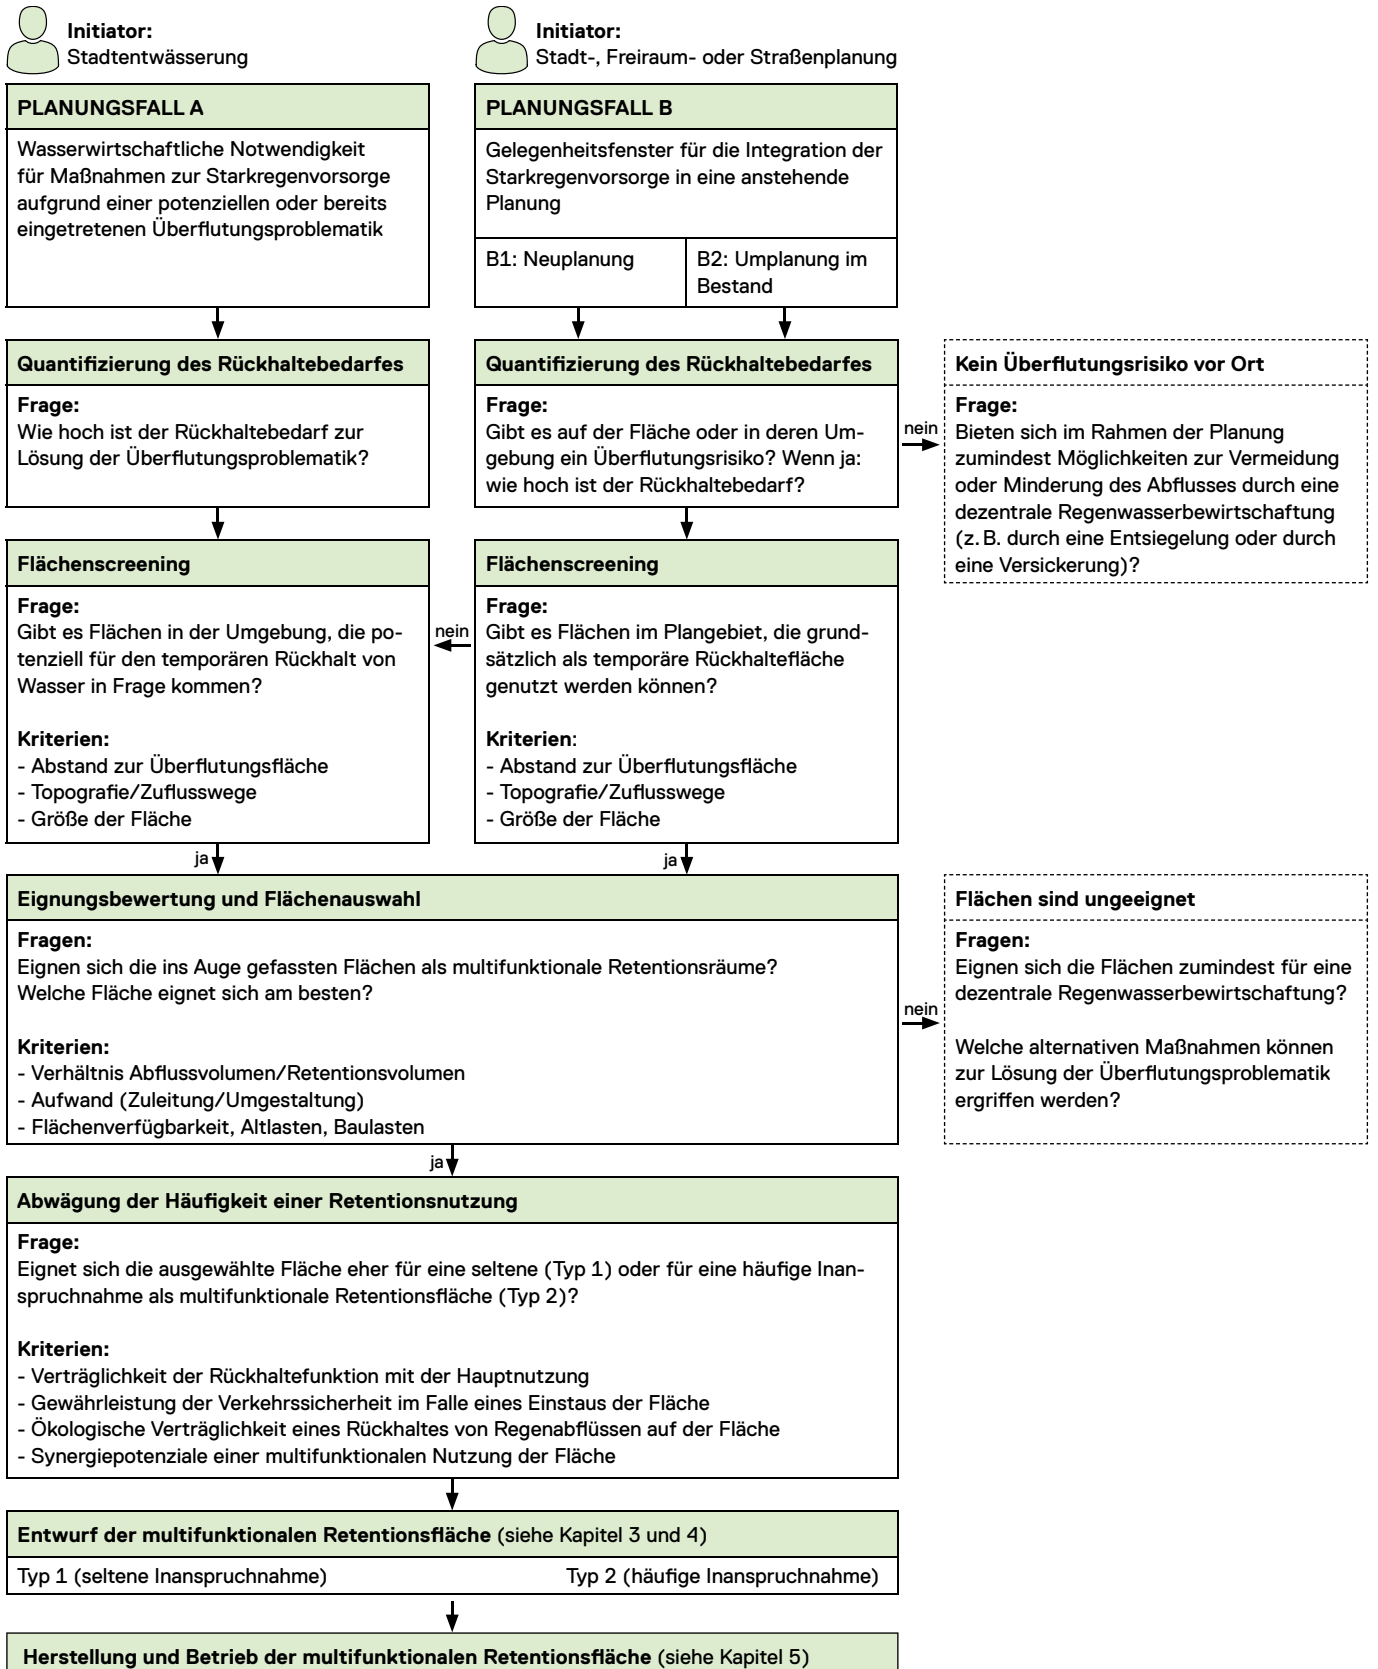 Initiator:
Stadtentwässerung
Initiator:
Stadt-, Freiraum- oder Straßenplanung
PLANUNGSFALL A
Wasserwirtschaftliche Notwendigkeit
für Maßnahmen zur Starkregenvorsorge
aufgrund einer potenziellen oder bereits
eingetretenen Überflutungsproblematik
PLANUNGSFALL B
Gelegenheitsfenster für die Integration der
Starkregenvorsorge in eine anstehende
Planung
B1: Neuplanung
B2: Umplanung im
Bestand
Quantifizierung des Rückhaltebedarfes
Frage:
Wie hoch ist der Rückhaltebedarf zur
Lösung der Überflutungsproblematik?
Quantifizierung des Rückhaltebedarfes
Frage:
Gibt es auf der Fläche oder in deren Um-
gebung ein Überflutungsrisiko? Wenn ja:
wie hoch ist der Rückhaltebedarf?
nein
Kein Überflutungsrisiko vor Ort
Frage:
Bieten sich im Rahmen der Planung
zumindest Möglichkeiten zur Vermeidung
oder Minderung des Abflusses durch eine
dezentrale Regenwasserbewirtschaftung
(z. B. durch eine Entsiegelung oder durch
eine Versickerung)?
Flächenscreening
Frage:
Gibt es Flächen in der Umgebung, die po-
tenziell für den temporären Rückhalt von
Wasser in Frage kommen?
Kriterien:
- Abstand zur Überflutungsfläche
- Topografie/Zuflusswege
- Größe der Fläche
nein
Flächenscreening
Frage:
Gibt es Flächen im Plangebiet, die grund-
sätzlich als temporäre Rückhaltefläche
genutzt werden können?
Kriterien:
- Abstand zur Überflutungsfläche
- Topografie/Zuflusswege
- Größe der Fläche
ja
ja
Eignungsbewertung und Flächenauswahl
Fragen:
Eignen sich die ins Auge gefassten Flächen als multifunktionale Retentionsräume?
Welche Fläche eignet sich am besten?
Kriterien:
- Verhältnis Abflussvolumen/Retentionsvolumen
- Aufwand (Zuleitung/Umgestaltung)
- Flächenverfügbarkeit, Altlasten, Baulasten
nein
Flächen sind ungeeignet
Fragen:
Eignen sich die Flächen zumindest für eine
dezentrale Regenwasserbewirtschaftung?
Welche alternativen Maßnahmen können
zur Lösung der Überflutungsproblematik
ergriffen werden?
ja
Abwägung der Häufigkeit einer Retentionsnutzung
Frage:
Eignet sich die ausgewählte Fläche eher für eine seltene (Typ 1) oder für eine häufige Inan-
spruchnahme als multifunktionale Retentionsfläche (Typ 2)?
Kriterien:
- Verträglichkeit der Rückhaltefunktion mit der Hauptnutzung
- Gewährleistung der Verkehrssicherheit im Falle eines Einstaus der Fläche
- Ökologische Verträglichkeit eines Rückhaltes von Regenabflüssen auf der Fläche
- Synergiepotenziale einer multifunktionalen Nutzung der Fläche
Entwurf der multifunktionalen Retentionsfläche (siehe Kapitel 3 und 4)
Typ 1 (seltene Inanspruchnahme)
Typ 2 (häufige Inanspruchnahme)
Herstellung und Betrieb der multifunktionalen Retentionsfläche (siehe Kapitel 5)